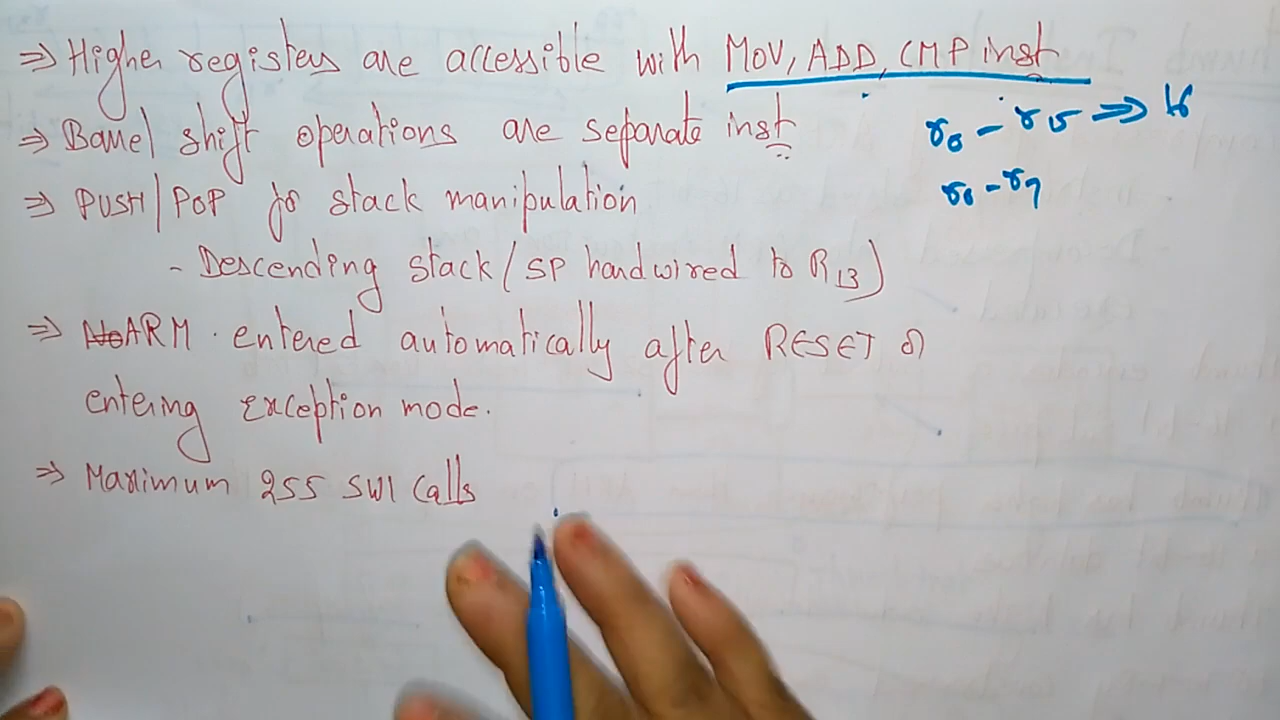 ⇒ Higher registers are accessible with MOV, ADD, CMP inst
r0 - r15 ⇒ 16
⇒ Barrel shift operations are separate inst
r0 - r7
⇒ PUSH/POP for stack manipulation
- Descending stack (SP hardwired to R13)
⇒ ARM entered automatically after RESET or
entering exception mode.
⇒ Maximum 255 SWI calls